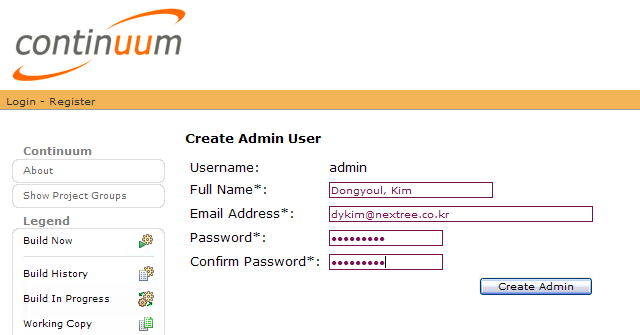 continuum
Login - Register
Create Admin User
Continuum
About
Show Project Groups
Legend
Build Now
Build History
Build In Progress
Working Copy
Username: admin
Full Name*: Dongyoul, Kim
Email Address*: dykim@nextree.co.kr
Password*: •••••••••
Confirm Password*: •••••••••
Create Admin